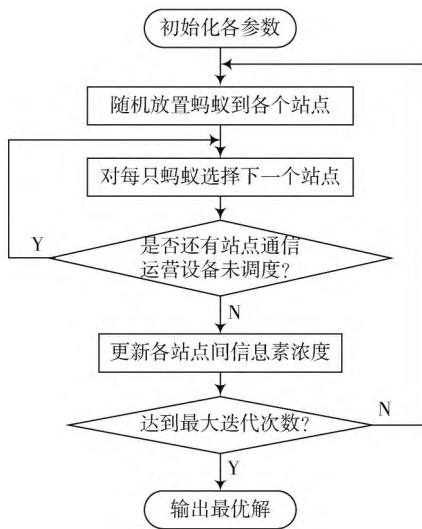 初始化各参数
随机放置蚂蚁到各个站点
对每只蚂蚁选择下一个站点
Y
是否还有站点通信
运营设备未调度?
N
更新各站点间信息素浓度
达到最大迭代次数?
N
Y
输出最优解